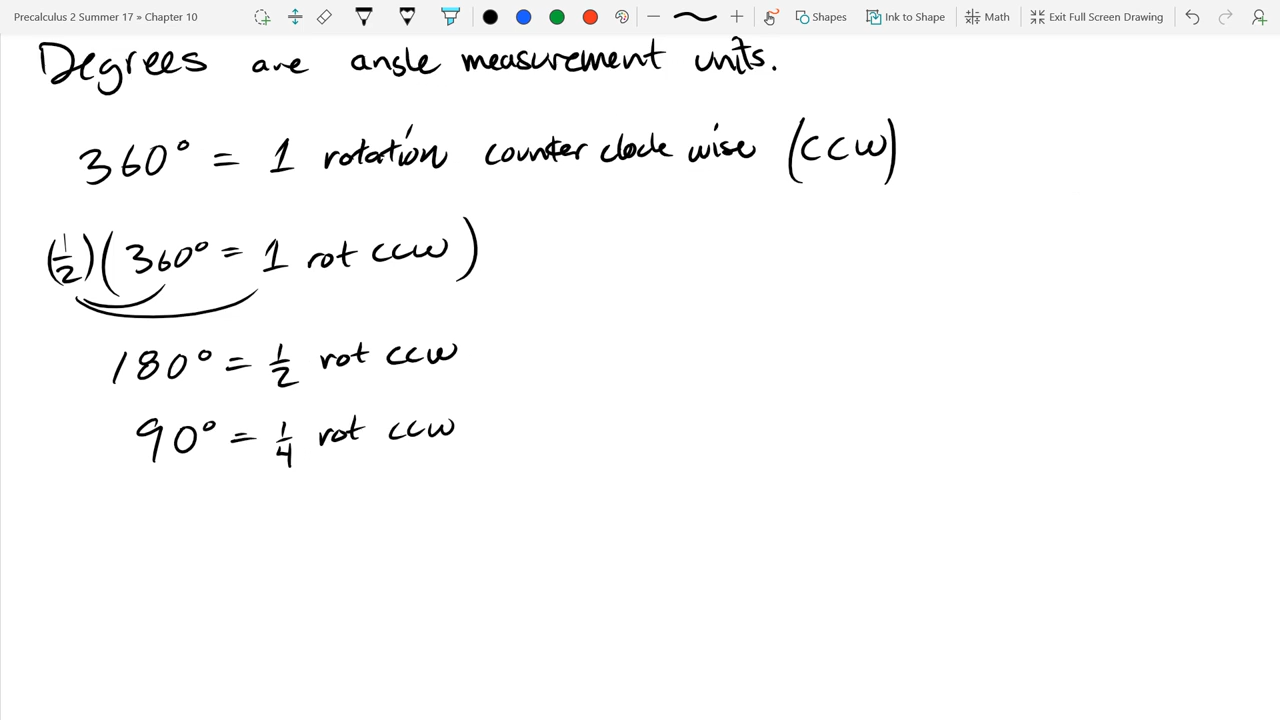 Precalculus 2 Summer 17 » Chapter 10 Shapes Ink to Shape Math Exit Full Screen Drawing
Degrees are angle measurement units.
360° = 1 rotation counter clock wise (CCW)
(1/2)(360° = 1 rot CCW)
180° = 1/2 rot CCW
90° = 1/4 rot CCW